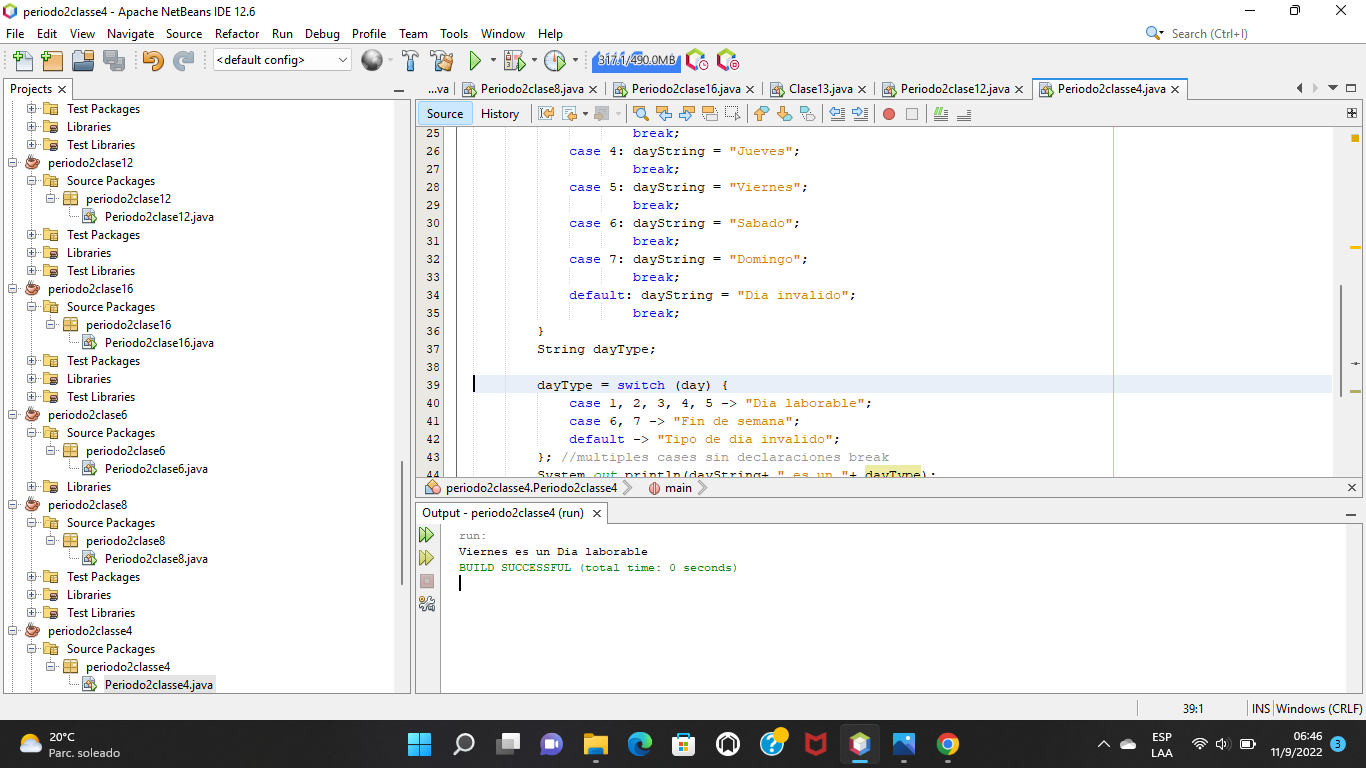 periodo2classe4 - Apache NetBeans IDE 12.6
File Edit View Navigate Source Refactor Run Debug Profile Team Tools Window Help
Search (Ctrl+I)
<default config>
317.1/490.0MB
Projects
Test Packages
Libraries
Test Libraries
periodo2clase12
Source Packages
periodo2clase12
Periodo2clase12.java
Test Packages
Libraries
Test Libraries
periodo2clase16
Source Packages
periodo2clase16
Periodo2clase16.java
Test Packages
Libraries
Test Libraries
periodo2clase6
Source Packages
periodo2clase6
Periodo2clase6.java
Libraries
periodo2clase8
Source Packages
periodo2clase8
Periodo2clase8.java
Test Packages
Libraries
Test Libraries
periodo2classe4
Source Packages
periodo2classe4
Periodo2classe4.java
...va Periodo2clase8.java Periodo2clase16.java Clase13.java Periodo2clase12.java Periodo2classe4.java
Source History
25 break;
26 case 4: dayString = "Jueves";
27 break;
28 case 5: dayString = "Viernes";
29 break;
30 case 6: dayString = "Sabado";
31 break;
32 case 7: dayString = "Domingo";
33 break;
34 default: dayString = "Dia invalido";
35 break;
36 }
37 String dayType;
38
39 dayType = switch (day) {
40 case 1, 2, 3, 4, 5 -> "Dia laborable";
41 case 6, 7 -> "Fin de semana";
42 default -> "Tipo de dia invalido";
43 }; //multiples cases sin declaraciones break
44 System.out.println(dayString+ " es un "+ dayType);
periodo2classe4.Periodo2classe4 main
Output - periodo2classe4 (run)
run:
Viernes es un Dia laborable
BUILD SUCCESSFUL (total time: 0 seconds)
39:1 INS Windows (CRLF)
20°C
Parc. soleado
ESP
LAA
06:46
11/9/2022
3